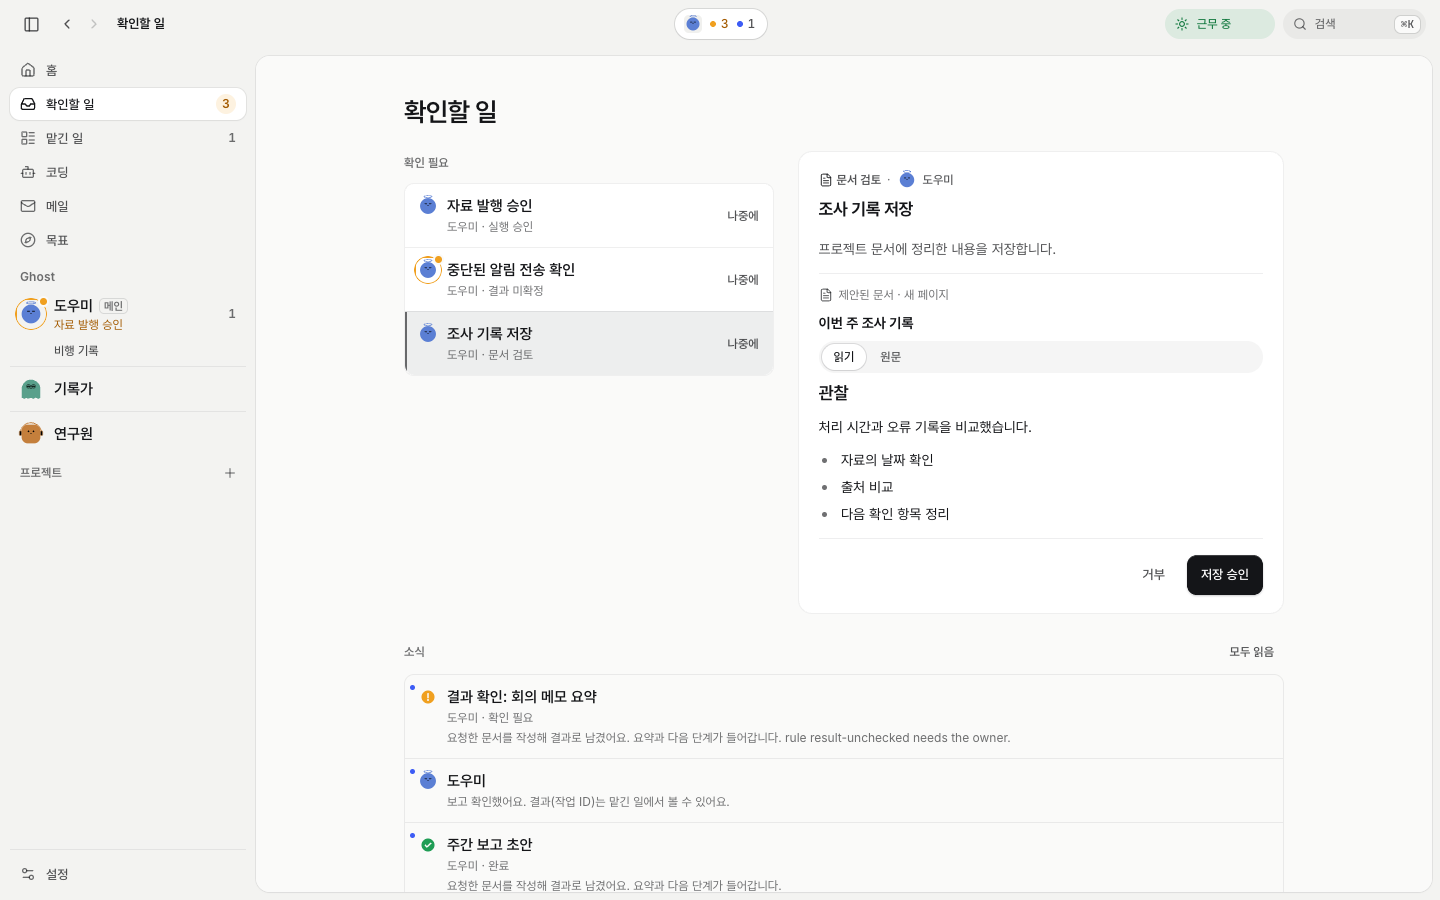 확인할 일
3
1
근무 중
검색
⌘K
홈
확인할 일
3
맡긴 일
1
코딩
메일
목표
Ghost
도우미
메인
자료 발행 승인
1
비행 기록
기록가
연구원
프로젝트
설정
확인할 일
확인 필요
자료 발행 승인
도우미 · 실행 승인
나중에
중단된 알림 전송 확인
도우미 · 결과 미확정
나중에
조사 기록 저장
도우미 · 문서 검토
나중에
문서 검토 · 도우미
조사 기록 저장
프로젝트 문서에 정리한 내용을 저장합니다.
제안된 문서 · 새 페이지
이번 주 조사 기록
읽기
원문
관찰
처리 시간과 오류 기록을 비교했습니다.
자료의 날짜 확인
출처 비교
다음 확인 항목 정리
거부
저장 승인
소식
모두 읽음
결과 확인: 회의 메모 요약
도우미 · 확인 필요
요청한 문서를 작성해 결과로 남겼어요. 요약과 다음 단계가 들어갑니다. rule result-unchecked needs the owner.
도우미
보고 확인했어요. 결과(작업 ID)는 맡긴 일에서 볼 수 있어요.
주간 보고 초안
도우미 · 완료
요청한 문서를 작성해 결과로 남겼어요. 요약과 다음 단계가 들어갑니다.